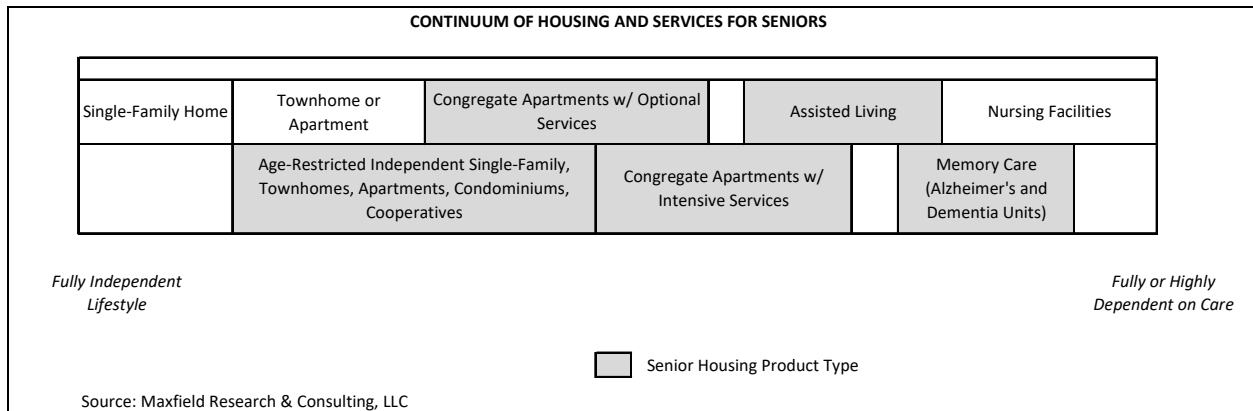 CONTINUUM OF HOUSING AND SERVICES FOR SENIORS
Single-Family Home
Townhome or
Apartment
Congregate Apartments w/ Optional
Services
Assisted Living
Nursing Facilities
Age-Restricted Independent Single-Family,
Townhomes, Apartments, Condominiums,
Cooperatives
Congregate Apartments w/
Intensive Services
Memory Care
(Alzheimer's and
Dementia Units)
Fully Independent
Lifestyle
Fully or Highly
Dependent on Care
Senior Housing Product Type
Source: Maxfield Research & Consulting, LLC